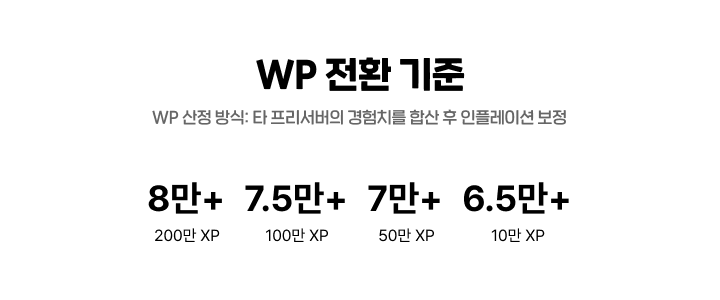 WP 전환 기준
WP 산정 방식: 타 프리서버의 경험치를 합산 후 인플레이션 보정
8만+ 7.5만+ 7만+ 6.5만+
200만 XP 100만 XP 50만 XP 10만 XP